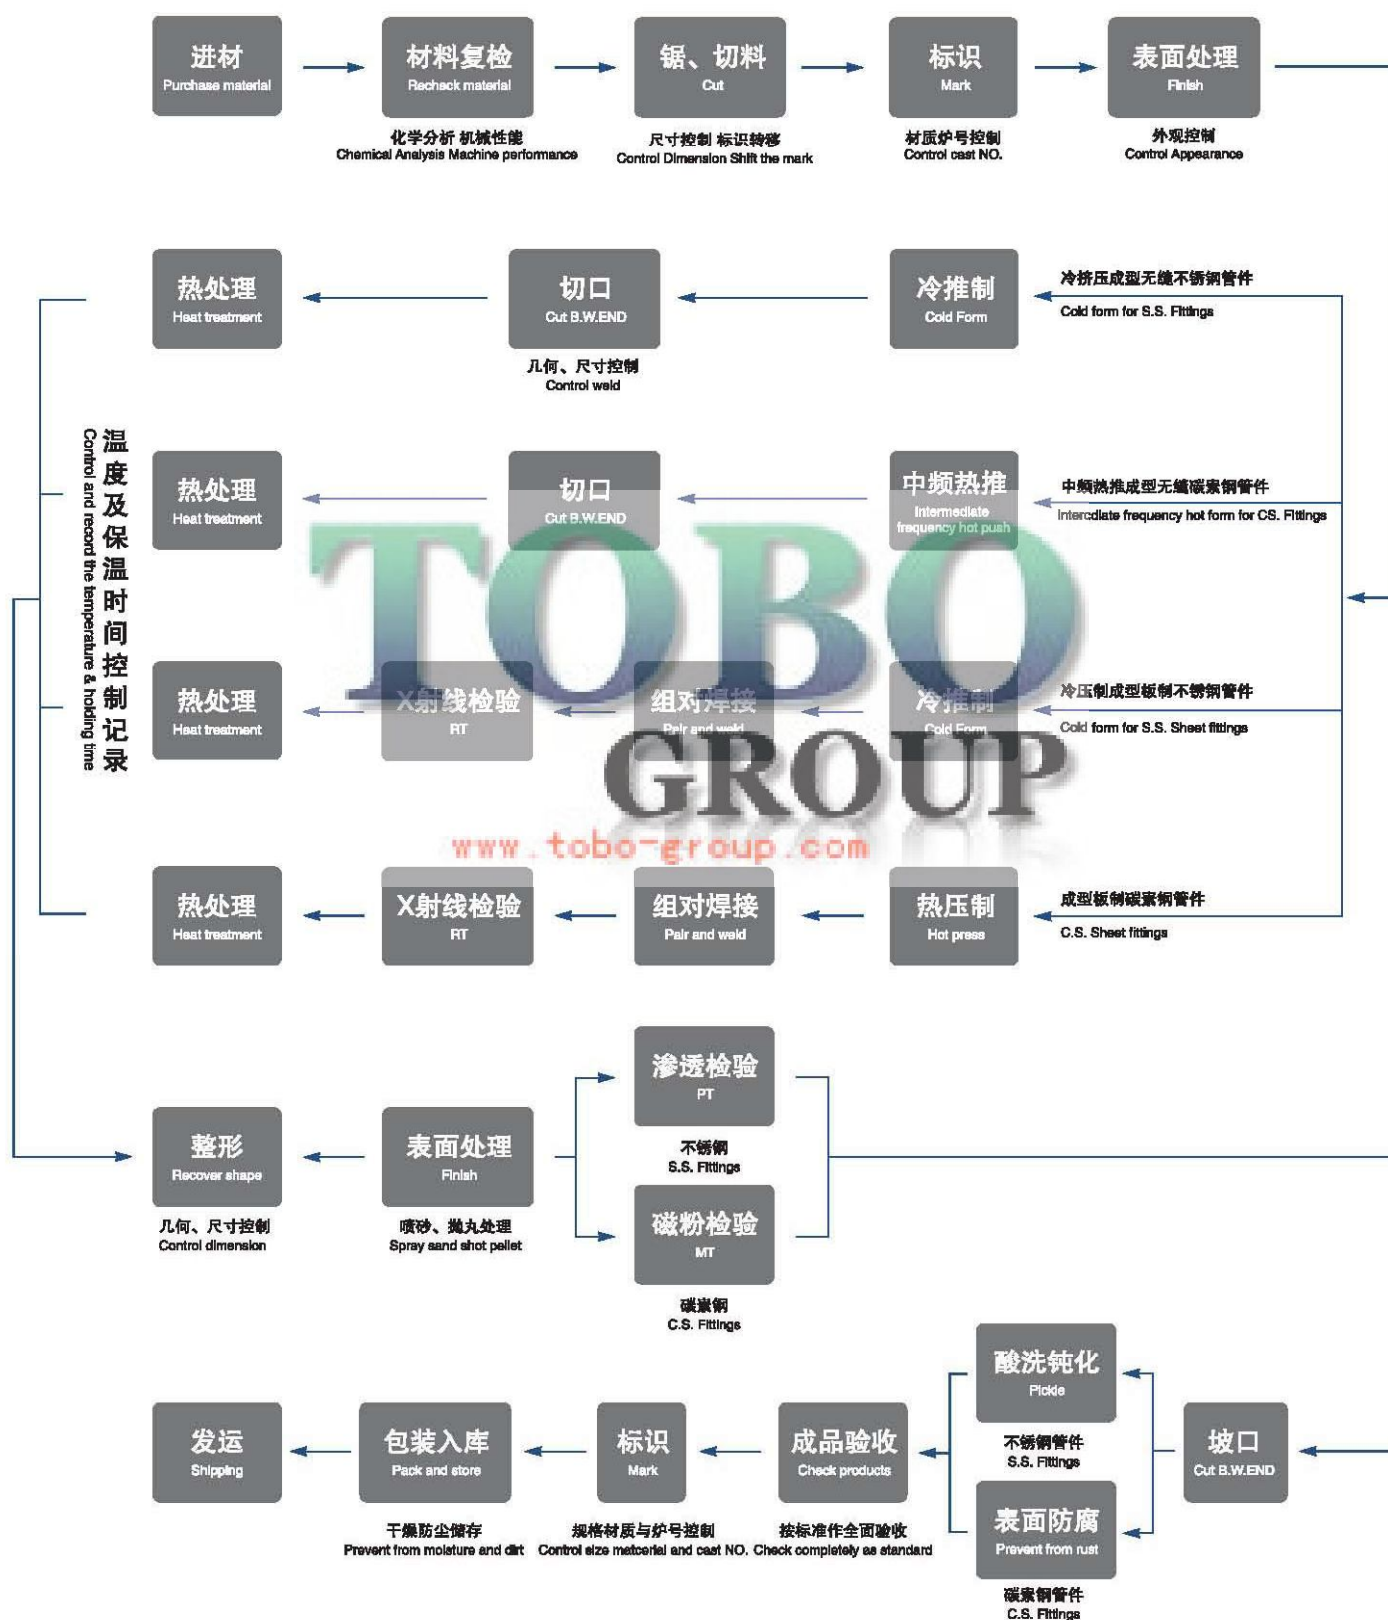 进材
Purchase material
材料复检
Recheck material
锯、切料
Cut
标识
Mark
表面处理
Finish
化学分析 机械性能
Chemical Analysis Machine performance
尺寸控制 标识转移
Control Dimension Shift the mark
材质炉号控制
Control cast NO.
外观控制
Control Appearance
热处理
Heat treatment
切口
Cut B.W.END
冷推制
Cold Form
冷挤压成型无缝不锈钢管件
Cold form for S.S. Fittings
几何、尺寸控制
Control weld
温度及保温时间控制记录
Control and record the temperature & holding time
热处理
Heat treatment
切口
Cut B.W.END
中频热推
Intermediate
frequency hot push
中频热推成型无缝碳素钢管件
Intercdiate frequency hot form for CS. Fittings
TOBO
热处理
Heat treatment
X射线检验
RT
组对焊接
Pair and weld
冷推制
Cold Form
冷压制成型板制不锈钢管件
Cold form for S.S. Sheet fittings
GROUP
www.tobo-group.com
热处理
Heat treatment
X射线检验
RT
组对焊接
Pair and weld
热压制
Hot press
成型板制碳素钢管件
C.S. Sheet fittings
渗透检验
PT
不锈钢
S.S. Fittings
整形
Recover shape
几何、尺寸控制
Control dimension
表面处理
Finish
喷砂、抛丸处理
Spray sand shot pellet
磁粉检验
MT
碳素钢
C.S. Fittings
酸洗钝化
Pickle
不锈钢管件
S.S. Fittings
发运
Shipping
包装入库
Pack and store
标识
Mark
成品验收
Check products
坡口
Cut B.W.END
干燥防尘储存
Prevent from moisture and dirt
规格材质与炉号控制
Control size matcerial and cast NO.
按标准作全面验收
Check completely as standard
表面防腐
Prevent from rust
碳素钢管件
C.S. Fittings